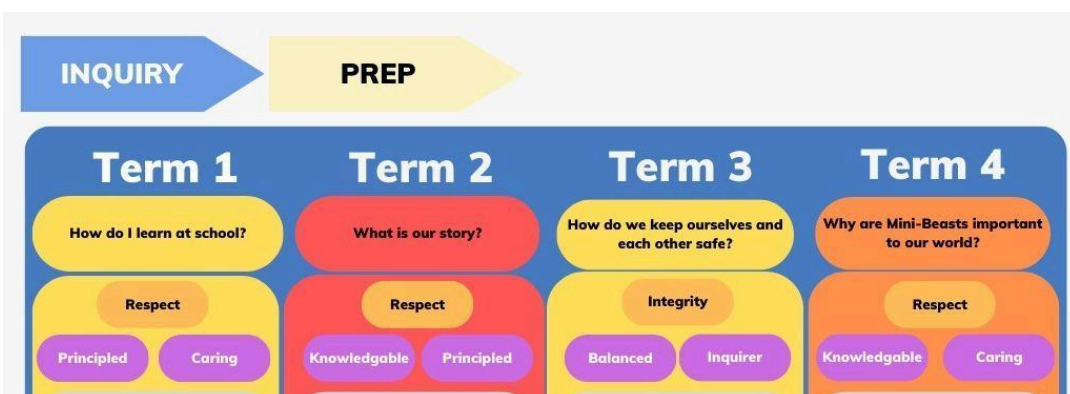 INQUIRY
PREP
Term 1
Term 2
Term 3
Term 4
How do I learn at school?
What is our story?
How do we keep ourselves and
each other safe?
Why are Mini-Beasts important
to our world?
Respect
Respect
Integrity
Respect
Principled
Caring
Knowledgable
Principled
Balanced
Inquirer
Knowledgable
Caring